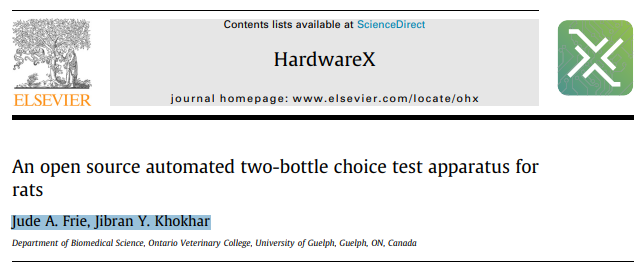 Contents lists available at ScienceDirect
HardwareX
ELSEVIER
journal homepage: www.elsevier.com/locate/ohx
An open source automated two-bottle choice test apparatus for
rats
Jude A. Frie, Jibran Y. Khokhar
Department of Biomedical Science, Ontario Veterinary College, University of Guelph, Guelph, ON, Canada